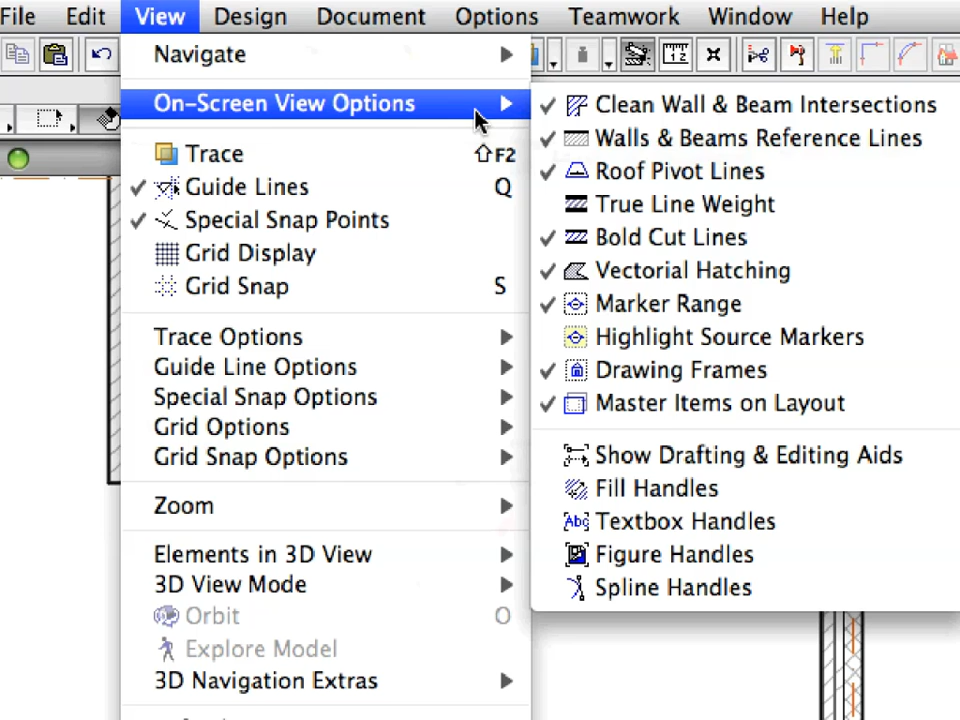 File Edit View Design Document Options Teamwork Window Help
Navigate
On-Screen View Options
Trace ⇧F2
Guide Lines Q
Special Snap Points
Grid Display
Grid Snap S
Trace Options
Guide Line Options
Special Snap Options
Grid Options
Grid Snap Options
Zoom
Elements in 3D View
3D View Mode
Orbit O
Explore Model
3D Navigation Extras
Clean Wall & Beam Intersections
Walls & Beams Reference Lines
Roof Pivot Lines
True Line Weight
Bold Cut Lines
Vectorial Hatching
Marker Range
Highlight Source Markers
Drawing Frames
Master Items on Layout
Show Drafting & Editing Aids
Fill Handles
Textbox Handles
Figure Handles
Spline Handles